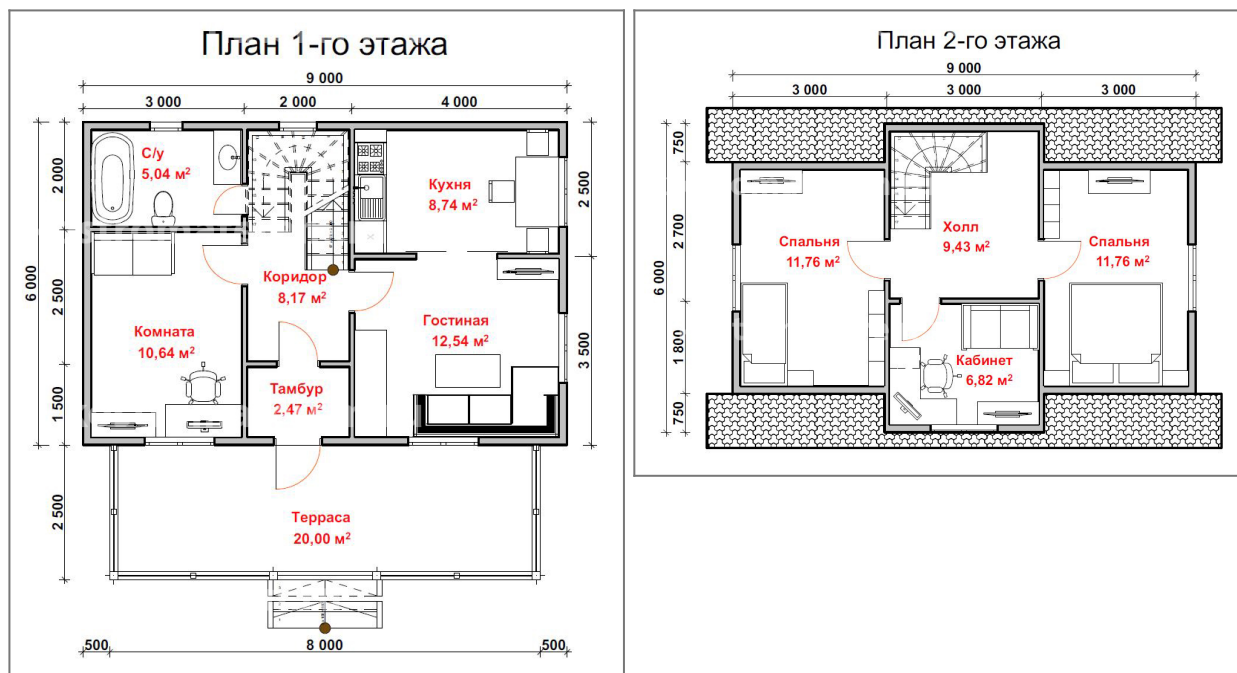 План 1-го этажа
9 000
3 000
2 000
4 000
6 000
2 000
2 500
1 500
2 500
2 500
3 500
С/у
5,04 м²
Кухня
8,74 м²
Коридор
8,17 м²
Комната
10,64 м²
Гостиная
12,54 м²
Тамбур
2,47 м²
Терраса
20,00 м²
500
8 000
500
План 2-го этажа
9 000
3 000
3 000
3 000
6 000
750
2 700
1 800
750
Спальня
11,76 м²
Холл
9,43 м²
Спальня
11,76 м²
Кабинет
6,82 м²